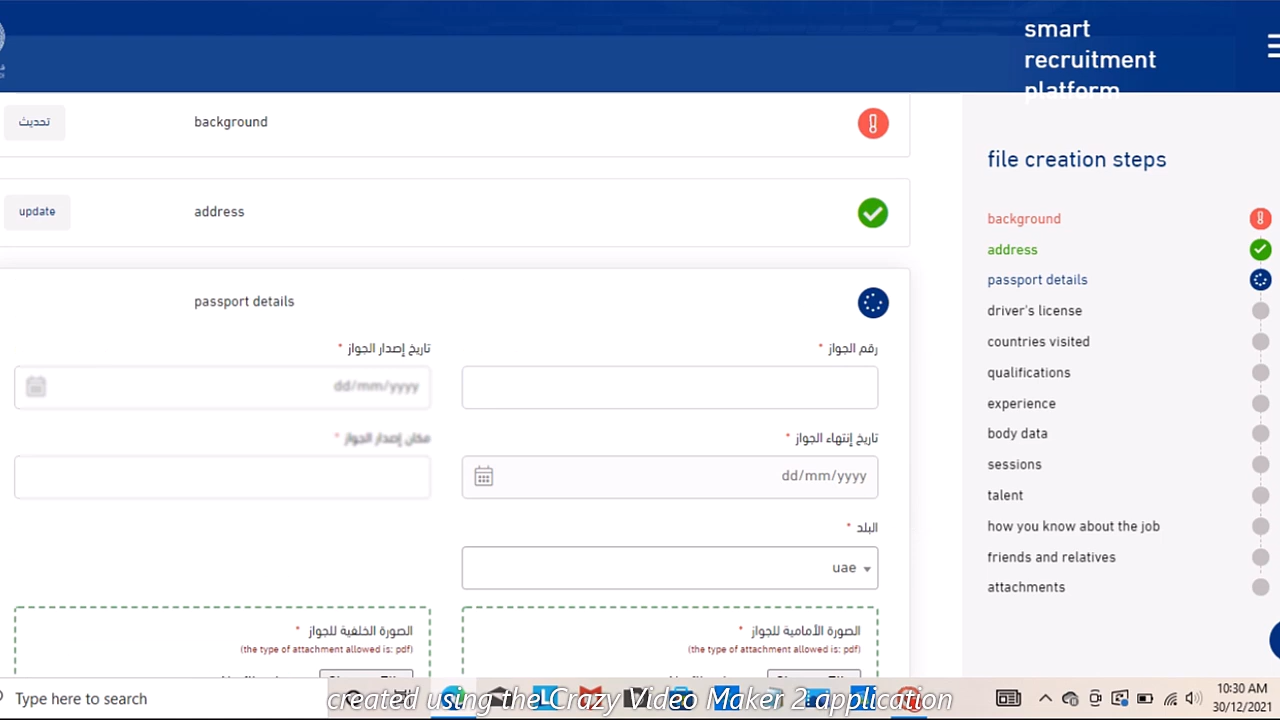 smart
recruitment
platform
تحديث
background
update
address
passport details
رقم الجواز *
تاريخ إصدار الجواز *
dd/mm/yyyy
تاريخ إنتهاء الجواز *
مكان إصدار الجواز *
dd/mm/yyyy
البلد *
uae
الصورة الأمامية للجواز *
(the type of attachment allowed is: pdf)
الصورة الخلفية للجواز *
(the type of attachment allowed is: pdf)
file creation steps
background
address
passport details
driver's license
countries visited
qualifications
experience
body data
sessions
talent
how you know about the job
friends and relatives
attachments
Type here to search
created using the Crazy Video Maker 2 application
10:30 AM
30/12/2021